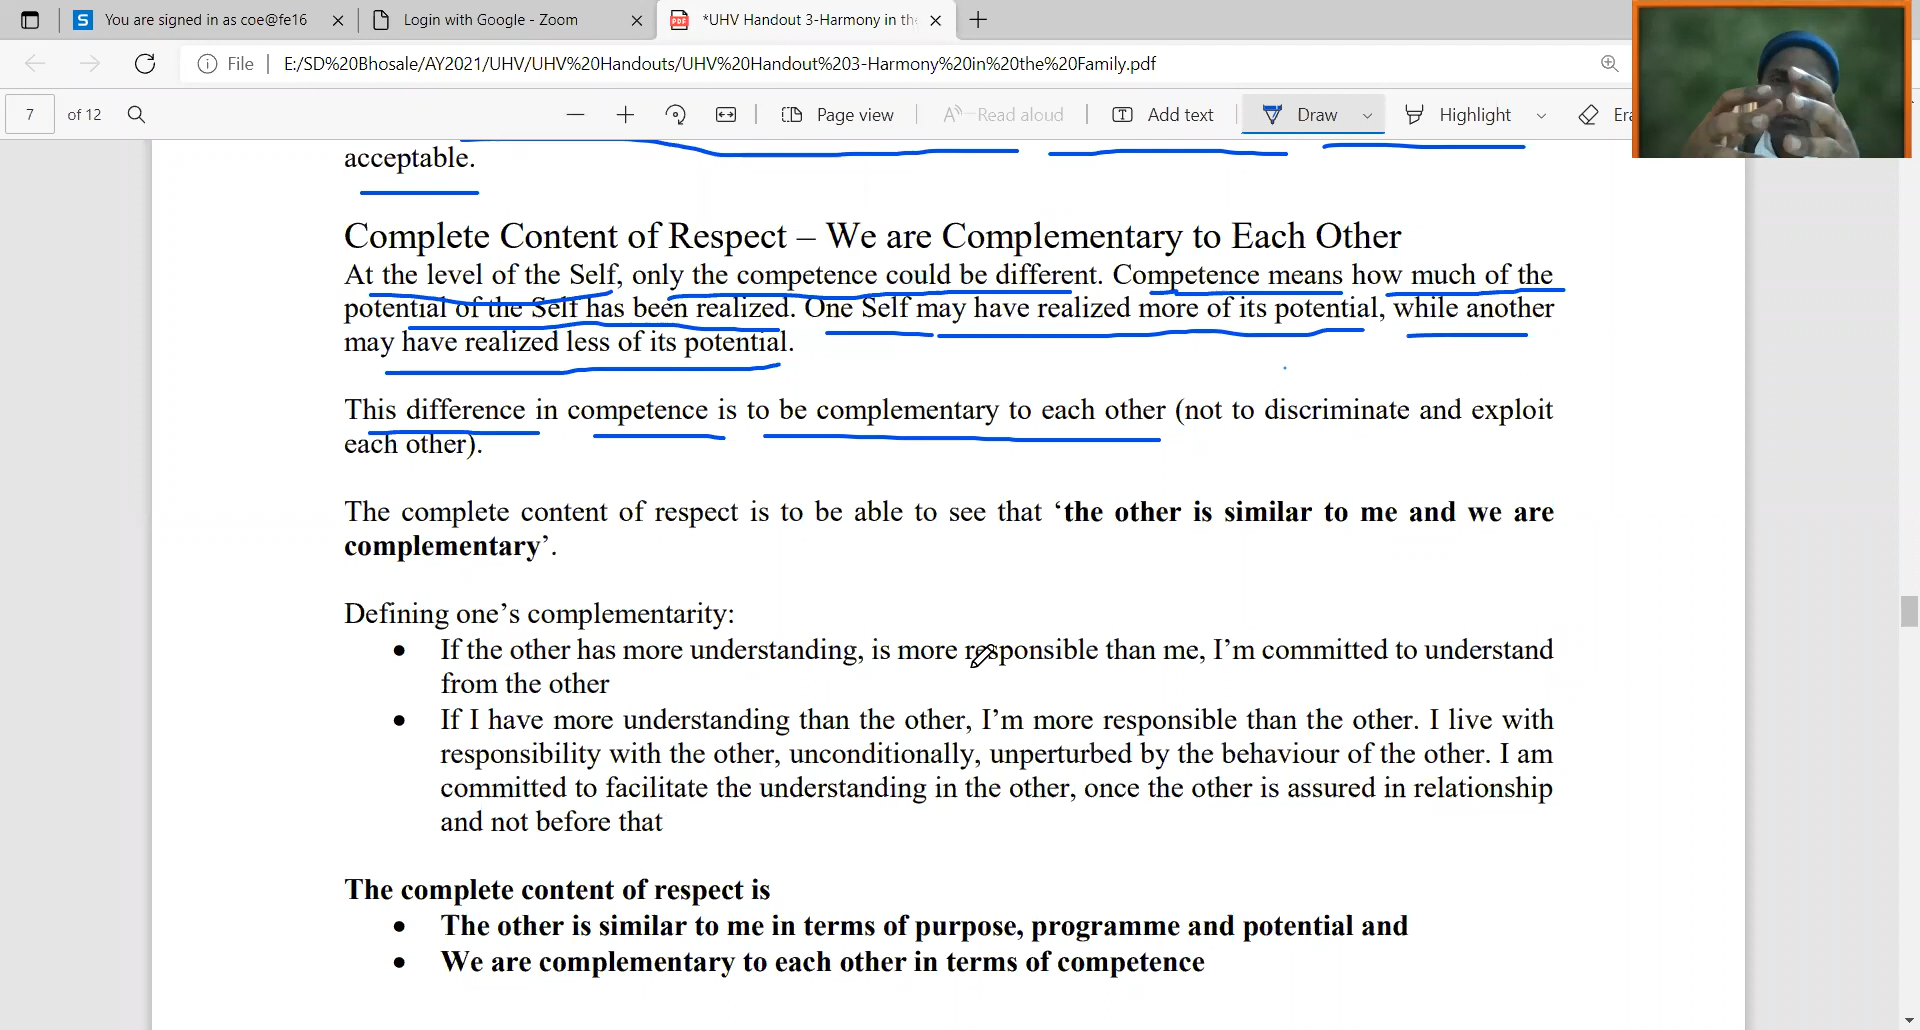 You are signed in as coe@fe16
Login with Google - Zoom
*UHV Handout 3-Harmony in the
File
E:/SD%20Bhosale/AY2021/UHV/UHV%20Handouts/UHV%20Handout%203-Harmony%20in%20the%20Family.pdf
7 of 12
Page view
Read aloud
Add text
Draw
Highlight
acceptable.
Complete Content of Respect – We are Complementary to Each Other
At the level of the Self, only the competence could be different. Competence means how much of the
potential of the Self has been realized. One Self may have realized more of its potential, while another
may have realized less of its potential.
This difference in competence is to be complementary to each other (not to discriminate and exploit
each other).
The complete content of respect is to be able to see that ‘the other is similar to me and we are
complementary’.
Defining one’s complementarity:
• If the other has more understanding, is more responsible than me, I’m committed to understand
from the other
• If I have more understanding than the other, I’m more responsible than the other. I live with
responsibility with the other, unconditionally, unperturbed by the behaviour of the other. I am
committed to facilitate the understanding in the other, once the other is assured in relationship
and not before that
The complete content of respect is
• The other is similar to me in terms of purpose, programme and potential and
• We are complementary to each other in terms of competence